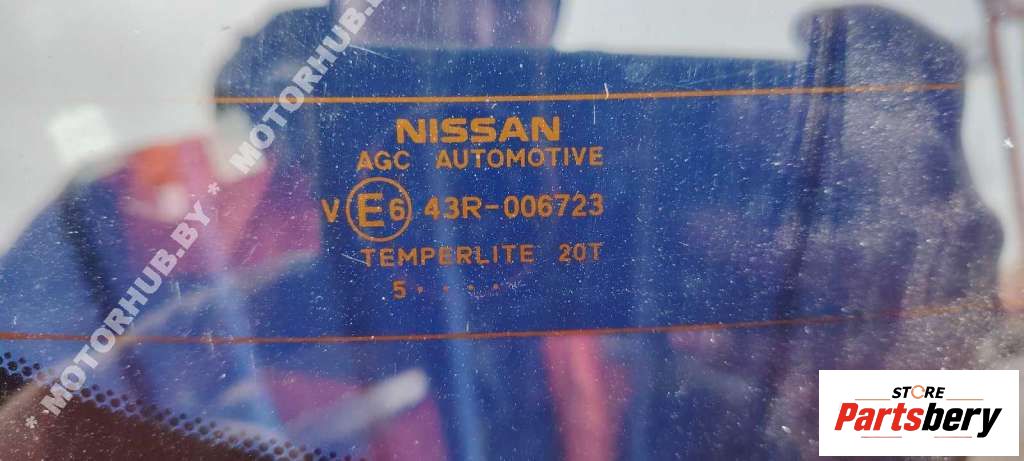 NISSAN
AGC AUTOMOTIVE
V E6 43R-006723
TEMPERLITE 20T
5 . . . .
* MOTORHUB.BY * MOTORHUB.BY
STORE
Partsbery